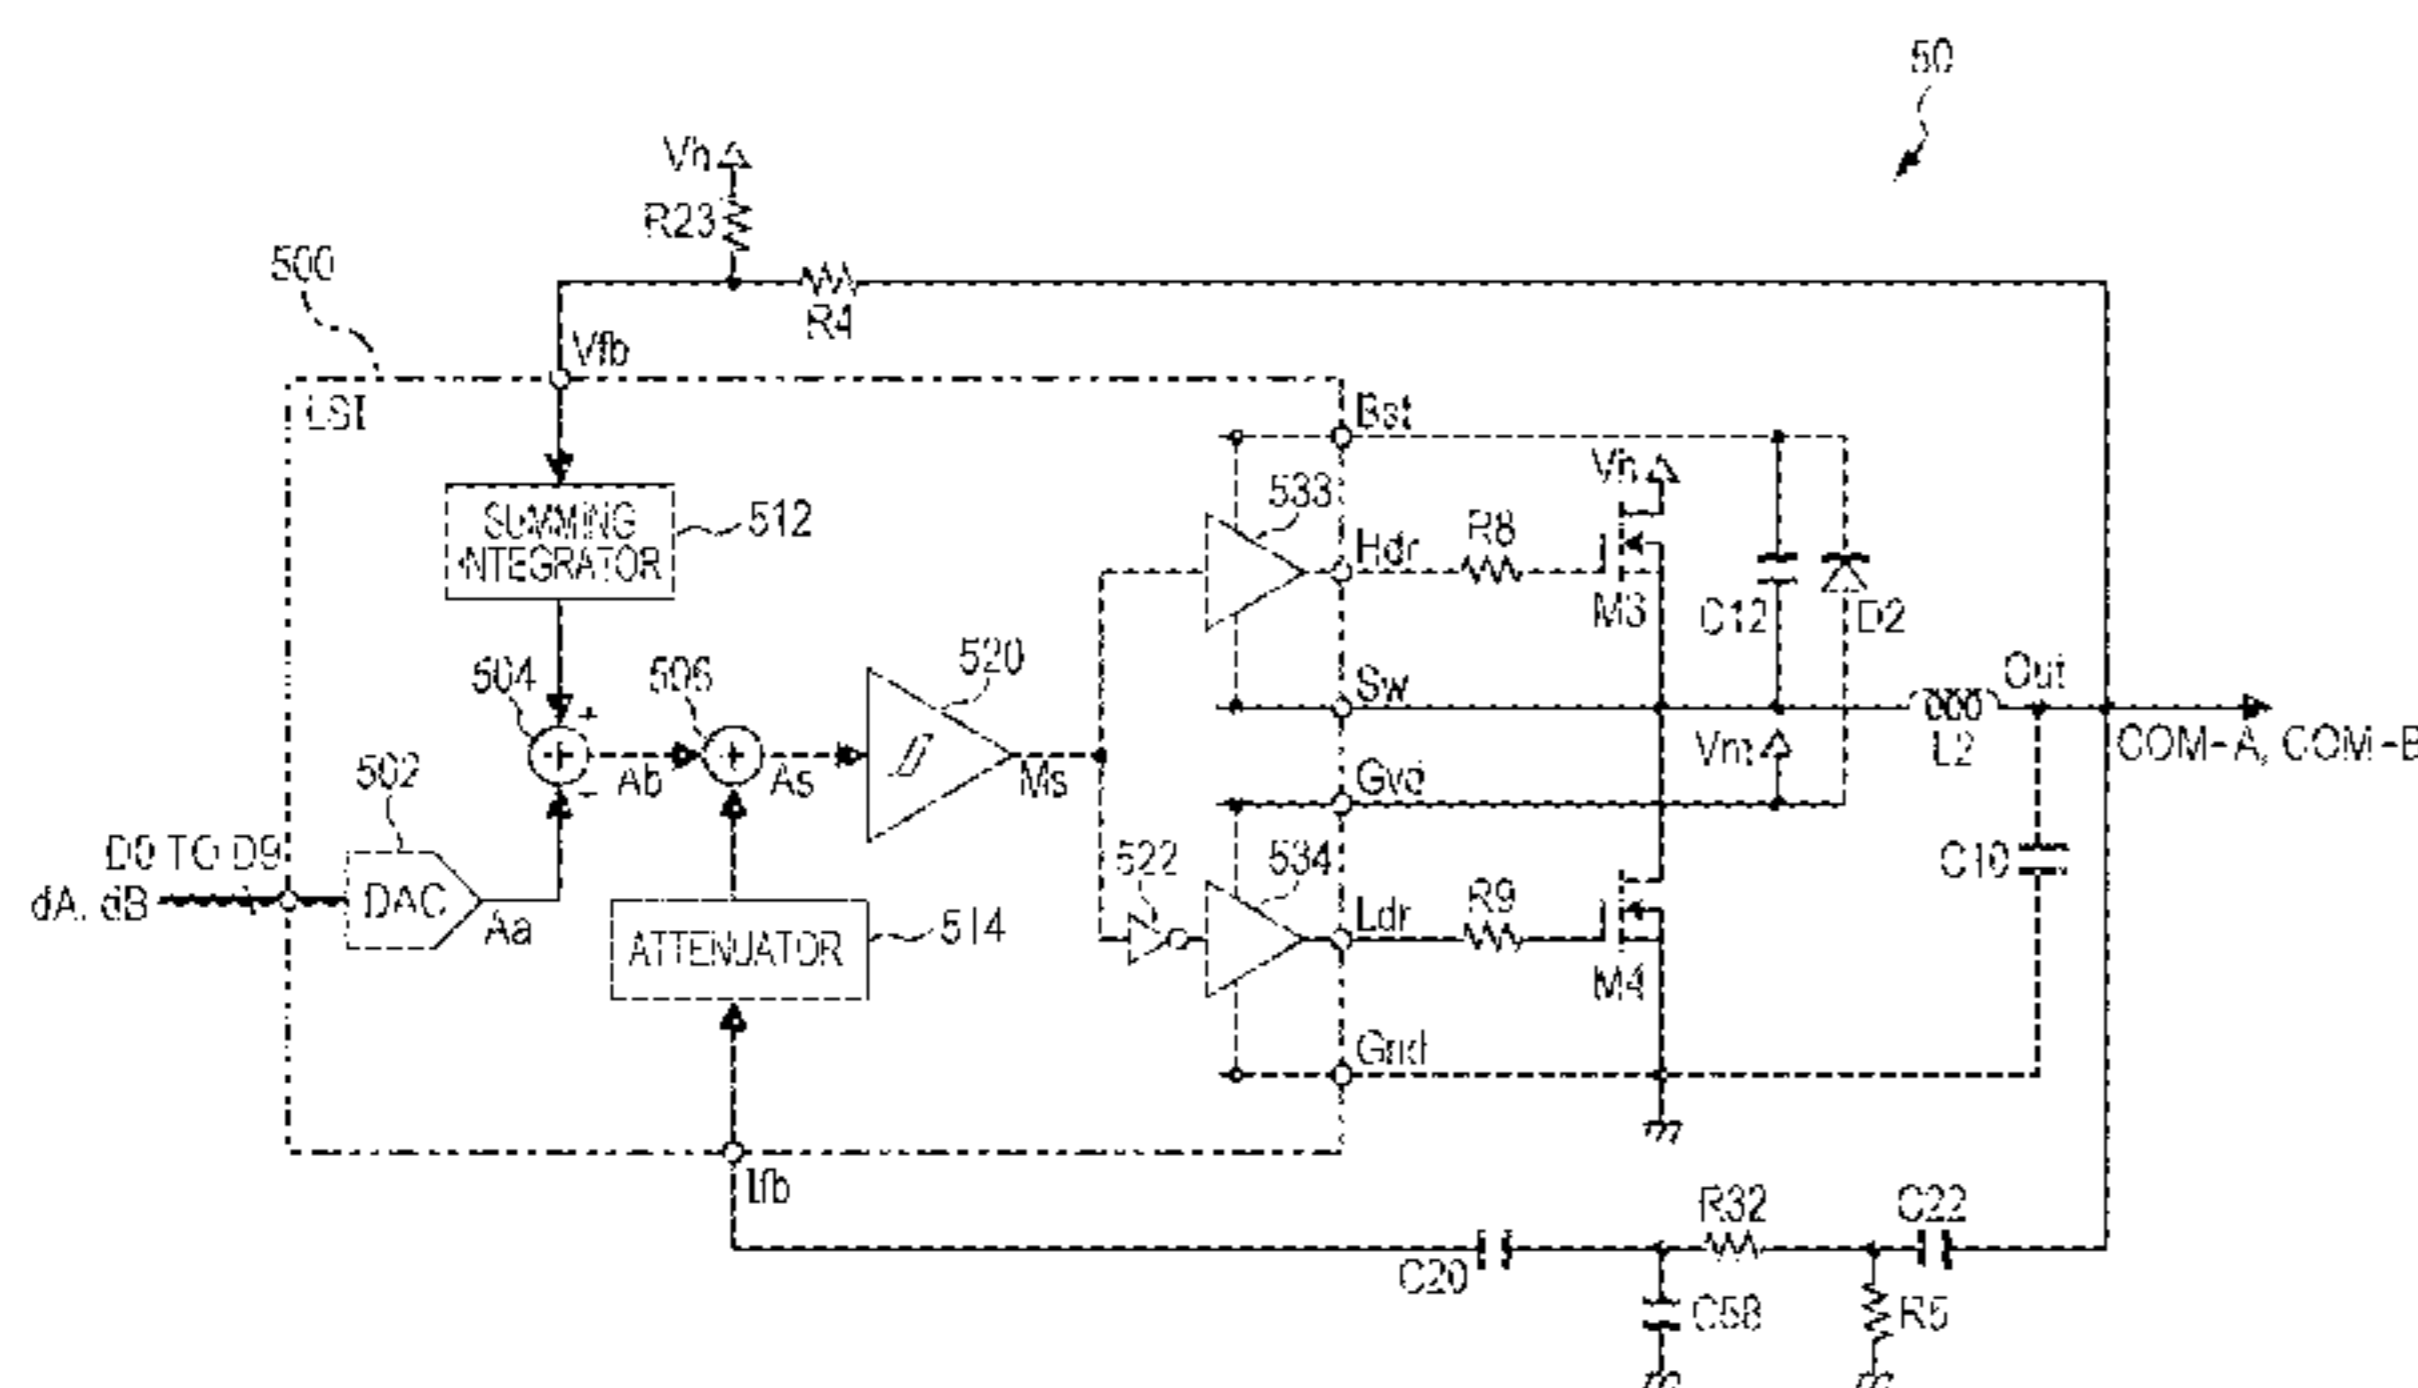 50
Vh
R23
500
R4
Vfb
LSI
Bst
Vh
533
SUMMING
INTEGRATOR
512
Hdr
R8
M3
C12
D2
504
506
520
Sw
Out
+
+
+
-
Ab
As
Ms
Vm
L2
COM-A, COM-B
502
Gvd
D0 TO D9
522
534
C10
dA, dB
DAC
Aa
Ldr
R9
ATTENUATOR
514
M4
Gnd
Ifb
R32
C22
C20
C58
R5